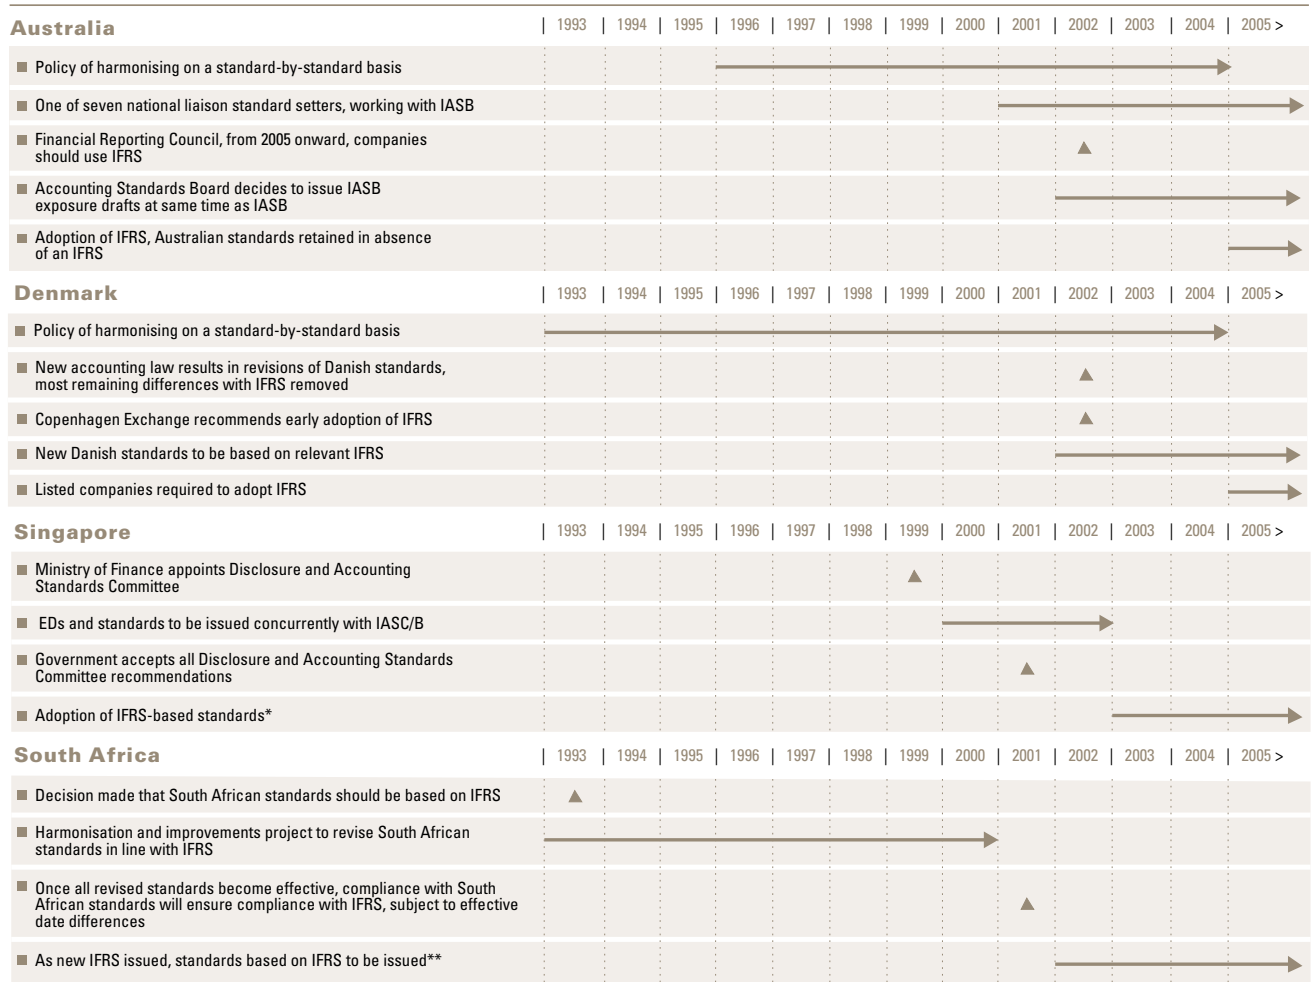 Australia | 1993 | 1994 | 1995 | 1996 | 1997 | 1998 | 1999 | 2000 | 2001 | 2002 | 2003 | 2004 | 2005 >
Policy of harmonising on a standard-by-standard basis
One of seven national liaison standard setters, working with IASB
Financial Reporting Council, from 2005 onward, companies
should use IFRS
Accounting Standards Board decides to issue IASB
exposure drafts at same time as IASB
Adoption of IFRS, Australian standards retained in absence
of an IFRS
Denmark | 1993 | 1994 | 1995 | 1996 | 1997 | 1998 | 1999 | 2000 | 2001 | 2002 | 2003 | 2004 | 2005 >
Policy of harmonising on a standard-by-standard basis
New accounting law results in revisions of Danish standards,
most remaining differences with IFRS removed
Copenhagen Exchange recommends early adoption of IFRS
New Danish standards to be based on relevant IFRS
Listed companies required to adopt IFRS
Singapore | 1993 | 1994 | 1995 | 1996 | 1997 | 1998 | 1999 | 2000 | 2001 | 2002 | 2003 | 2004 | 2005 >
Ministry of Finance appoints Disclosure and Accounting
Standards Committee
EDs and standards to be issued concurrently with IASC/B
Government accepts all Disclosure and Accounting Standards
Committee recommendations
Adoption of IFRS-based standards*
South Africa | 1993 | 1994 | 1995 | 1996 | 1997 | 1998 | 1999 | 2000 | 2001 | 2002 | 2003 | 2004 | 2005 >
Decision made that South African standards should be based on IFRS
Harmonisation and improvements project to revise South African
standards in line with IFRS
Once all revised standards become effective, compliance with South
African standards will ensure compliance with IFRS, subject to effective
date differences
As new IFRS issued, standards based on IFRS to be issued**